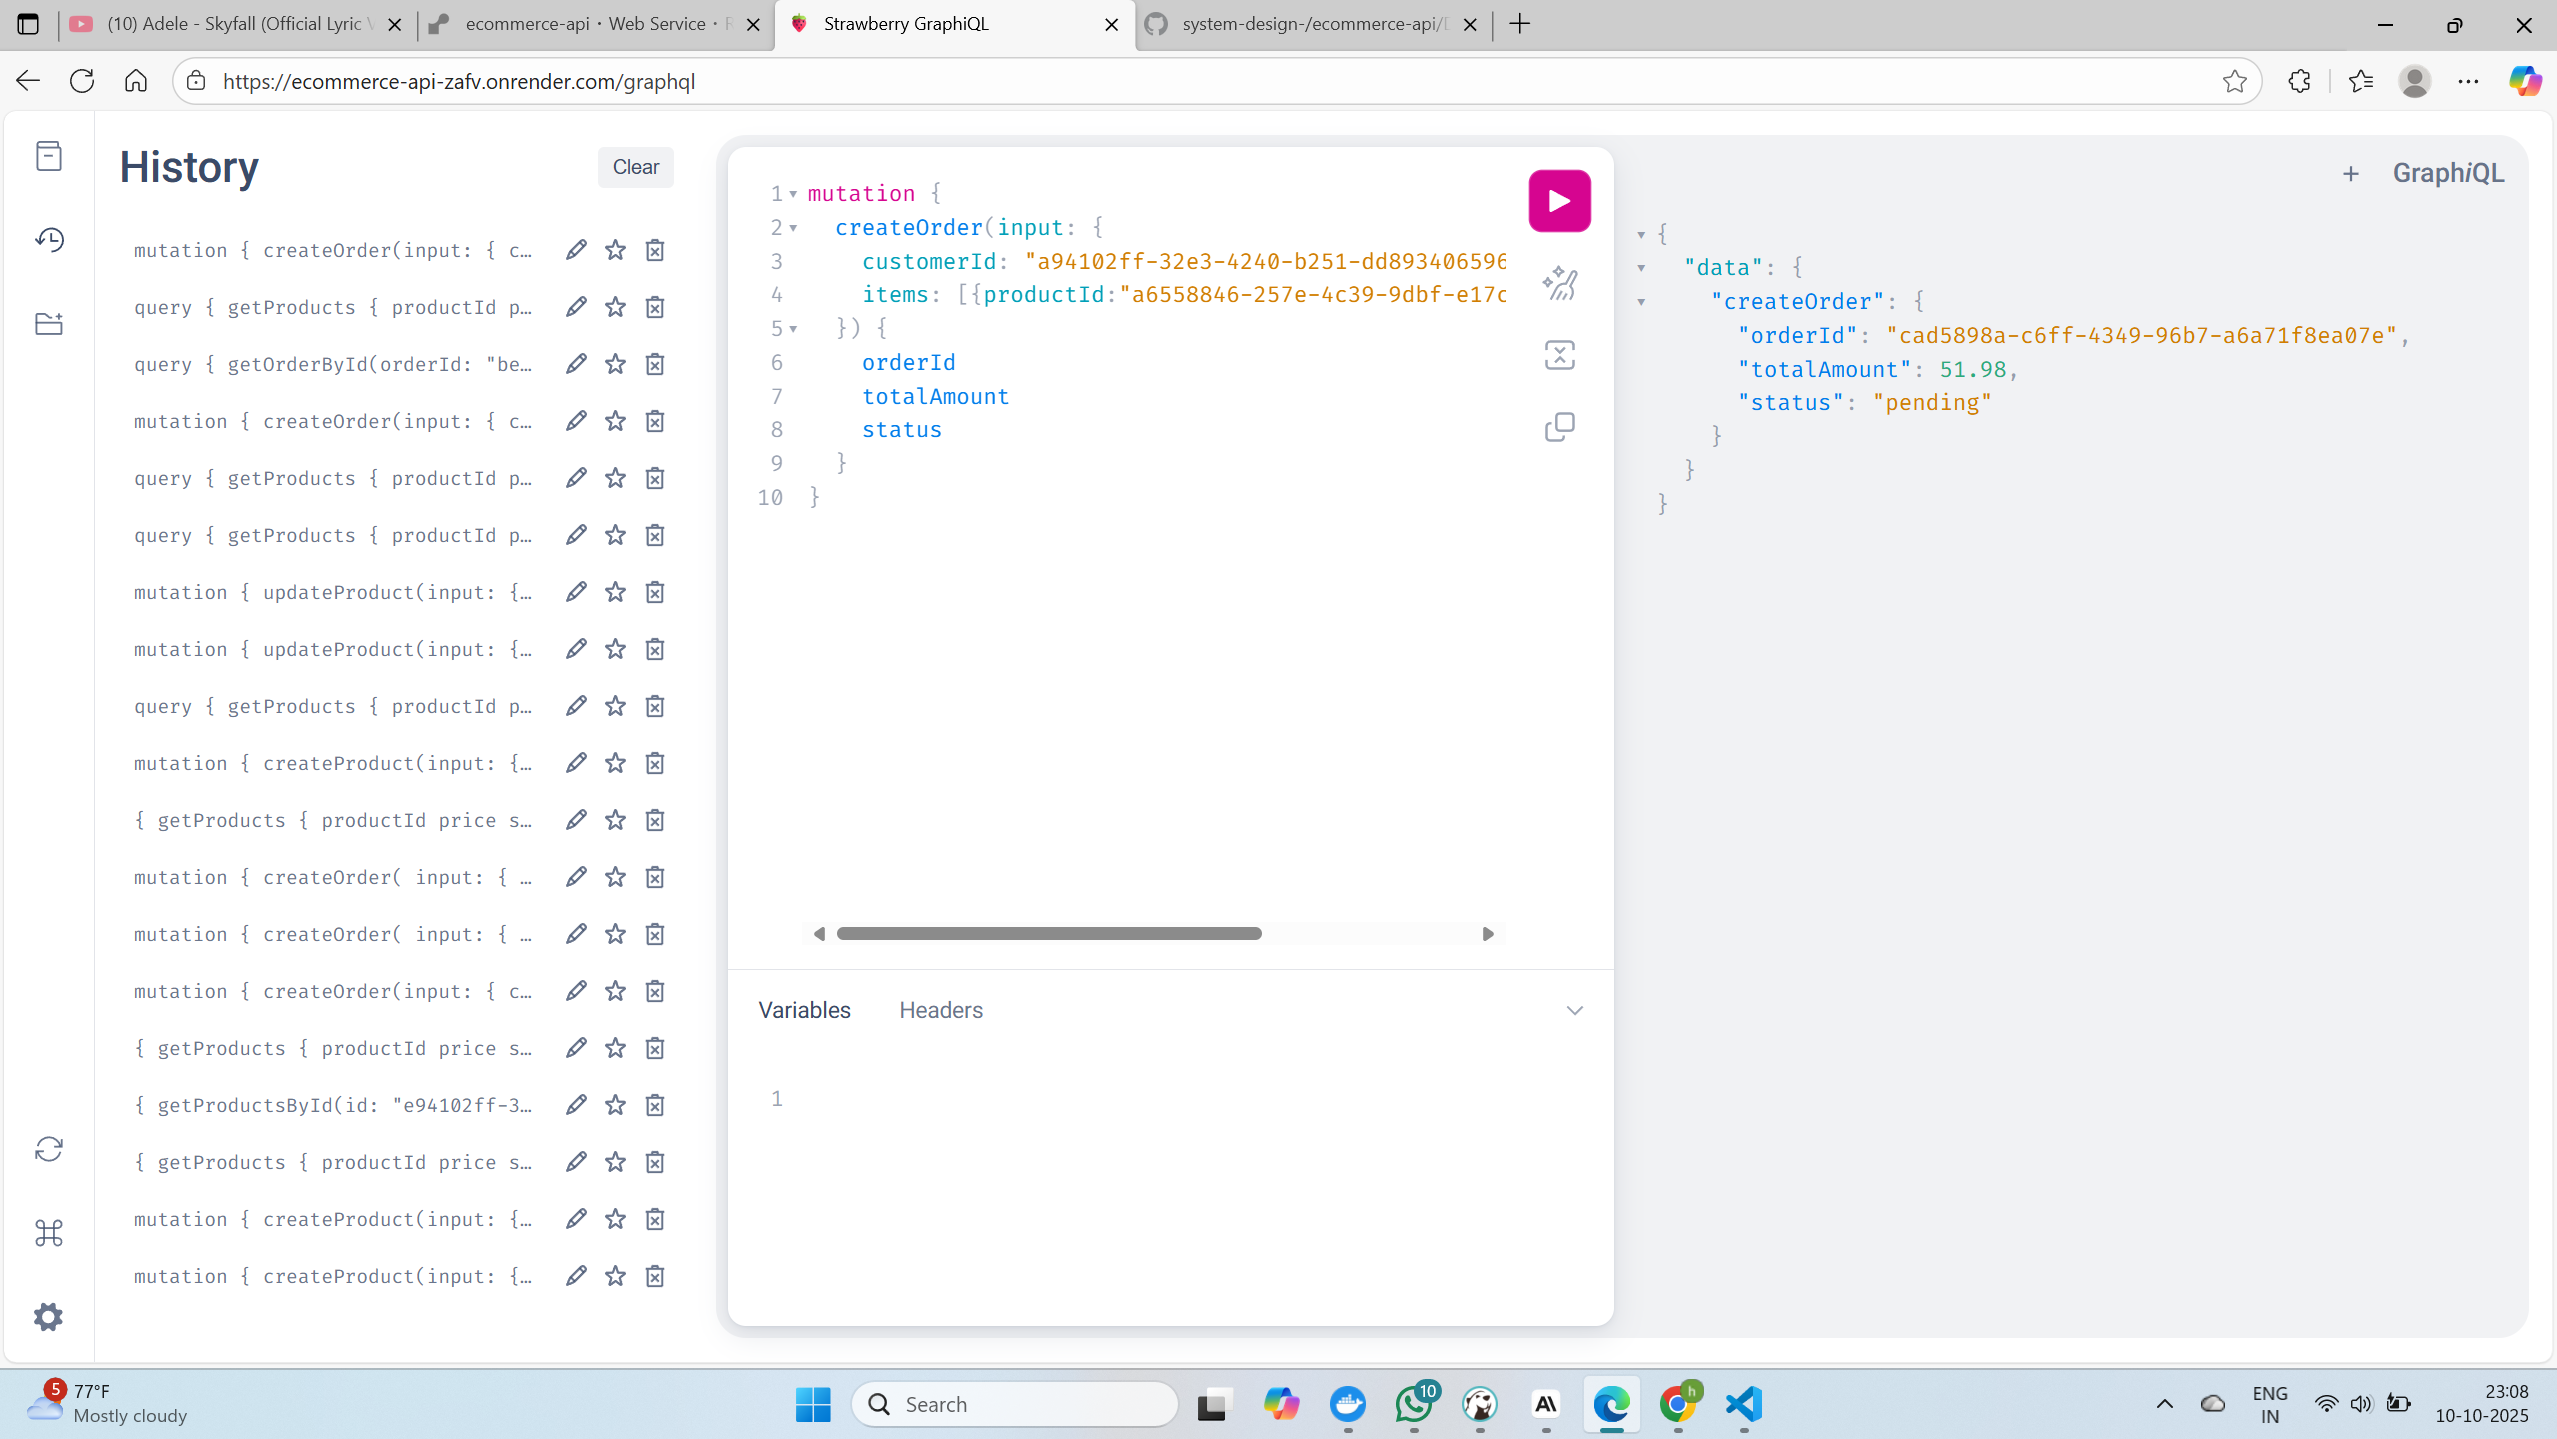 (10) Adele - Skyfall (Official Lyric V
ecommerce-api · Web Service · R
Strawberry GraphiQL
system-design-/ecommerce-api/D
https://ecommerce-api-zafv.onrender.com/graphql
History
Clear
mutation { createOrder(input: { c…
query { getProducts { productId p…
query { getOrderById(orderId: "be…
mutation { createOrder(input: { c…
query { getProducts { productId p…
query { getProducts { productId p…
mutation { updateProduct(input: {…
mutation { updateProduct(input: {…
query { getProducts { productId p…
mutation { createProduct(input: {…
{ getProducts { productId price s…
mutation { createOrder( input: { …
mutation { createOrder( input: { …
mutation { createOrder(input: { c…
{ getProducts { productId price s…
{ getProductsById(id: "e94102ff-3…
{ getProducts { productId price s…
mutation { createProduct(input: {…
mutation { createProduct(input: {…
1 mutation {
2 createOrder(input: {
3 customerId: "a94102ff-32e3-4240-b251-dd893406596
4 items: [{productId:"a6558846-257e-4c39-9dbf-e17c
5 }) {
6 orderId
7 totalAmount
8 status
9 }
10 }
Variables
Headers
1
GraphiQL
{
"data": {
"createOrder": {
"orderId": "cad5898a-c6ff-4349-96b7-a6a71f8ea07e",
"totalAmount": 51.98,
"status": "pending"
}
}
}
5
77°F
Mostly cloudy
Search
10
h
ENG
IN
23:08
10-10-2025